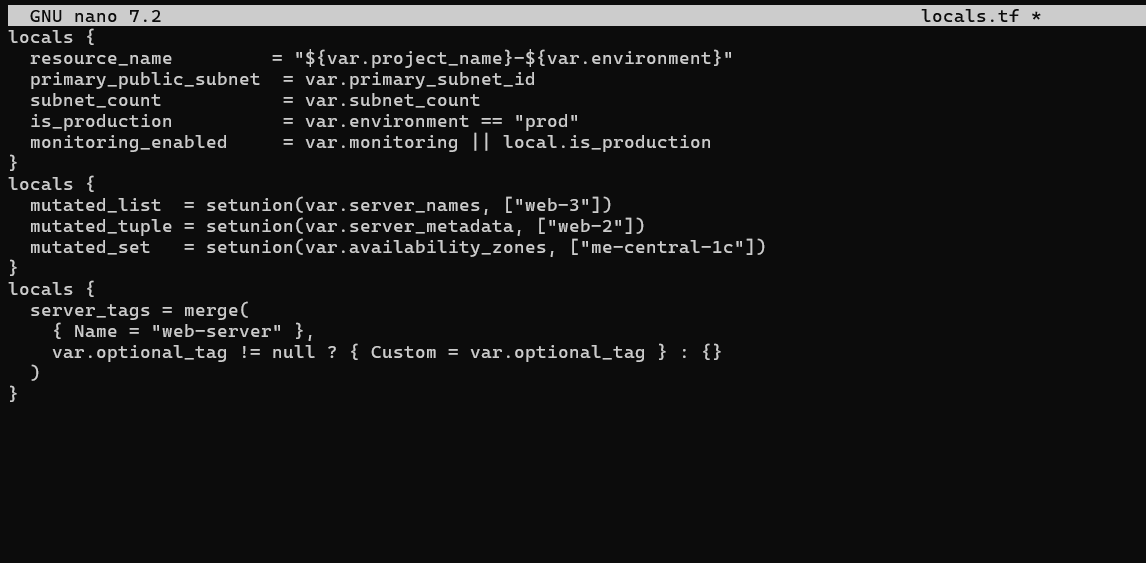 GNU nano 7.2 locals.tf *
locals {
  resource_name         = "${var.project_name}-${var.environment}"
  primary_public_subnet  = var.primary_subnet_id
  subnet_count           = var.subnet_count
  is_production          = var.environment == "prod"
  monitoring_enabled     = var.monitoring || local.is_production
}
locals {
  mutated_list  = setunion(var.server_names, ["web-3"])
  mutated_tuple = setunion(var.server_metadata, ["web-2"])
  mutated_set   = setunion(var.availability_zones, ["me-central-1c"])
}
locals {
  server_tags = merge(
    { Name = "web-server" },
    var.optional_tag != null ? { Custom = var.optional_tag } : {}
  )
}